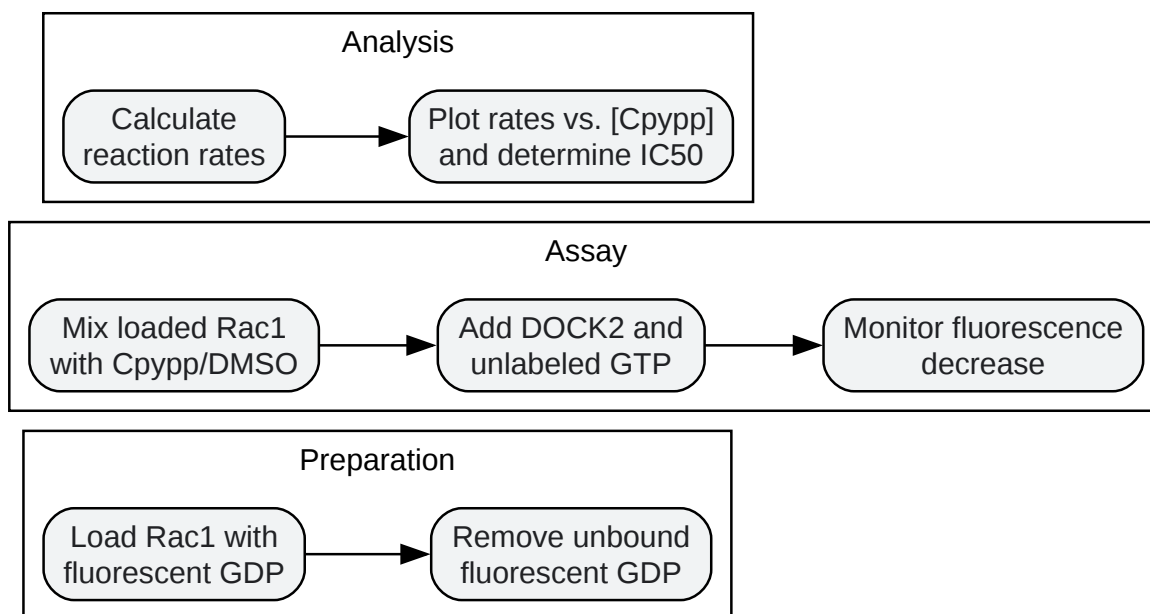 Analysis
Calculate
reaction rates
Plot rates vs. [Cpypp]
and determine IC50
Assay
Mix loaded Rac1
with Cpypp/DMSO
Add DOCK2 and
unlabeled GTP
Monitor fluorescence
decrease
Preparation
Load Rac1 with
fluorescent GDP
Remove unbound
fluorescent GDP